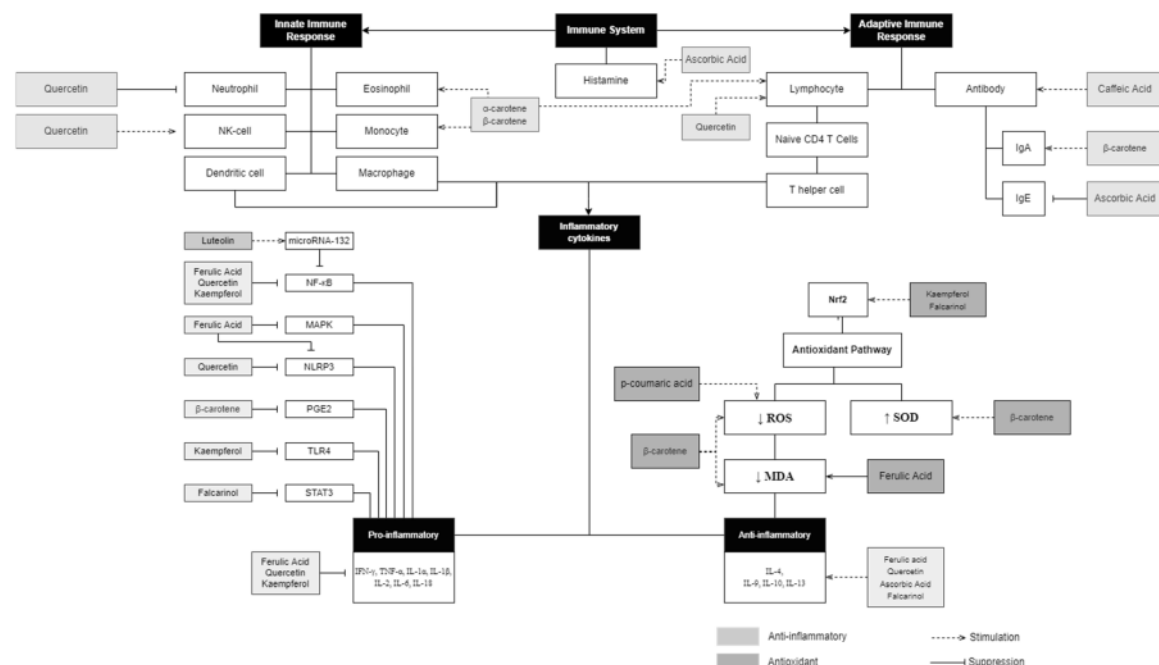 Innate Immune
Response
Immune System
Adaptive Immune
Response
Ascorbic Acid
Histamine
Quercetin
Neutrophil
Eosinophil
α-carotene
β-carotene
Lymphocyte
Antibody
Caffeic Acid
Quercetin
NK-cell
Monocyte
Quercetin
Naive CD4 T Cells
IgA
β-carotene
Dendritic cell
Macrophage
T helper cell
IgE
Ascorbic Acid
Inflammatory
cytokines
Luteolin
microRNA-132
Ferulic Acid
Quercetin
Kaempferol
NF-κB
Nrf2
Kaempferol
Falcarinol
Ferulic Acid
MAPK
Antioxidant Pathway
Quercetin
NLRP3
p-coumaric acid
β-carotene
PGE2
↓ ROS
↑ SOD
β-carotene
Kaempferol
TLR4
β-carotene
↓ MDA
Ferulic Acid
Falcarinol
STAT3
Pro-inflammatory
Anti-inflammatory
Ferulic Acid
Quercetin
Kaempferol
IFN-γ, TNF-α, IL-1α, IL-1β,
IL-2, IL-6, IL-18
IL-4,
IL-9, IL-10, IL-13
Ferulic acid
Quercetin
Ascorbic Acid
Falcarinol
Anti-inflammatory
Stimulation
Antioxidant
Suppression